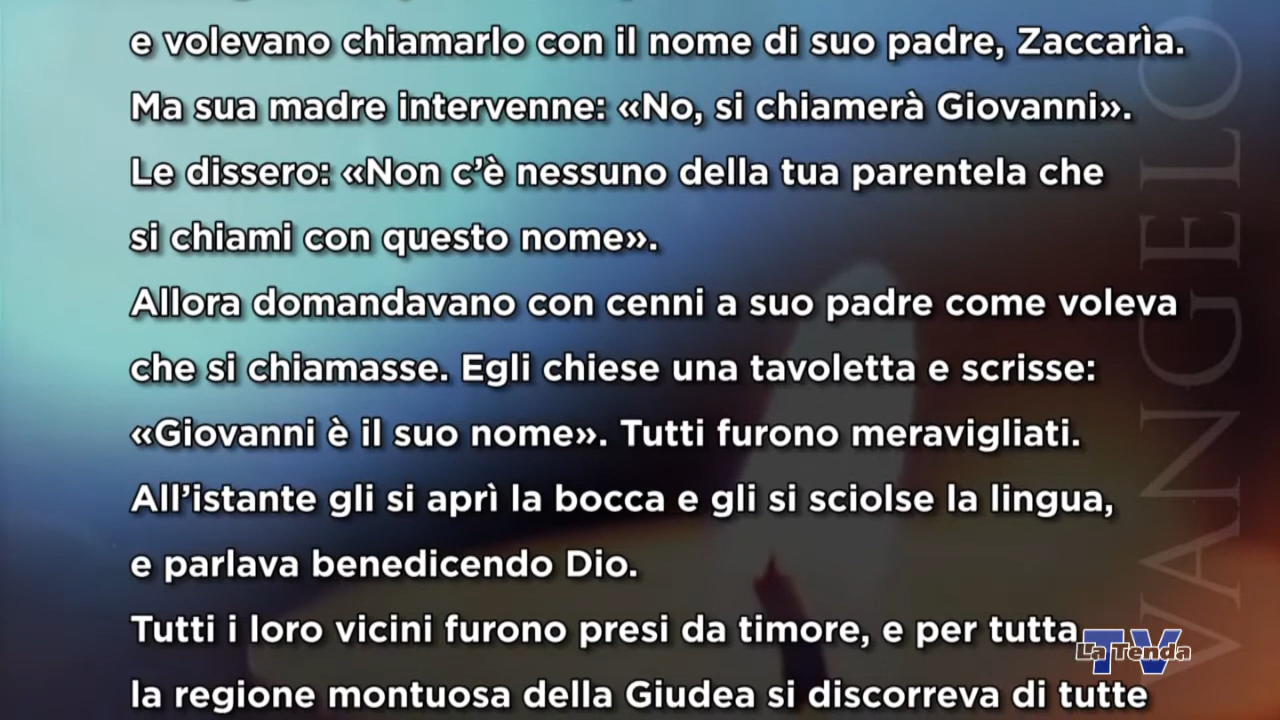 e volevano chiamarlo con il nome di suo padre, Zaccarìa.
Ma sua madre intervenne: «No, si chiamerà Giovanni».
Le dissero: «Non c’è nessuno della tua parentela che
si chiami con questo nome».
Allora domandavano con cenni a suo padre come voleva
che si chiamasse. Egli chiese una tavoletta e scrisse:
«Giovanni è il suo nome». Tutti furono meravigliati.
All’istante gli si aprì la bocca e gli si sciolse la lingua,
e parlava benedicendo Dio.
Tutti i loro vicini furono presi da timore, e per tutta
la regione montuosa della Giudea si discorreva di tutte
VANGELO
TV
La Tenda